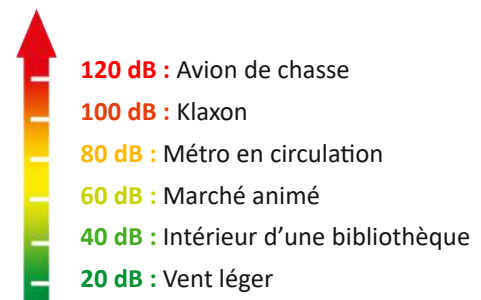 120 dB : Avion de chasse
100 dB : Klaxon
80 dB : Métro en circulation
60 dB : Marché animé
40 dB : Intérieur d’une bibliothèque
20 dB : Vent léger